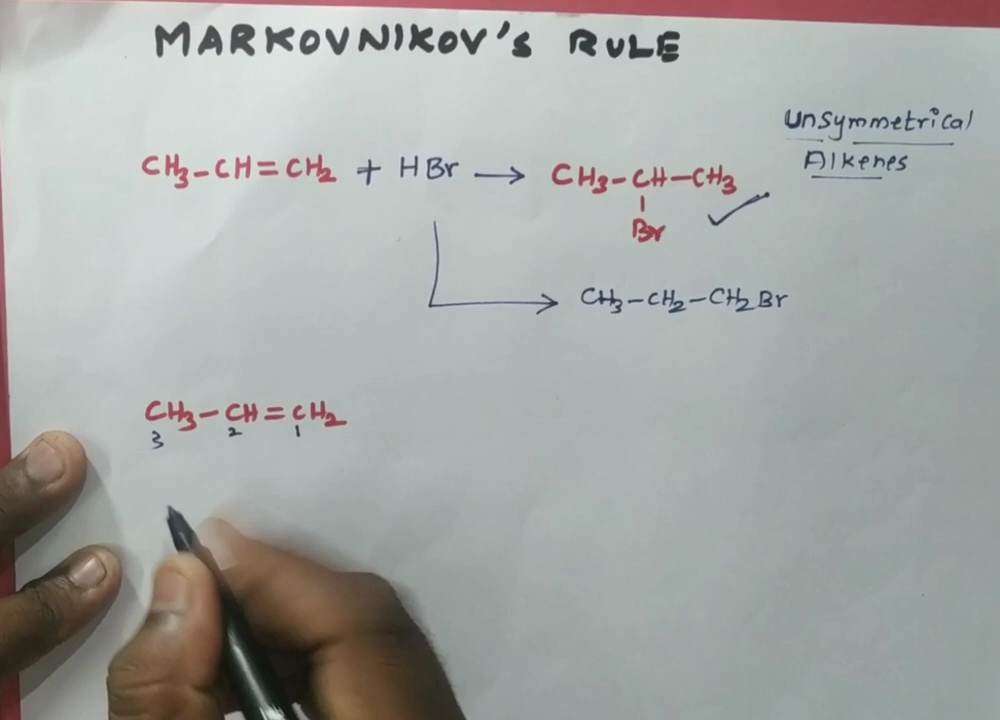 MARKOVNIKOV's RULE
Unsymmetrical
Alkenes
CH3-CH=CH2 + HBr → CH3-CH-CH3
Br ✓
CH3-CH2-CH2Br
CH3-CH=CH2
3 2 1